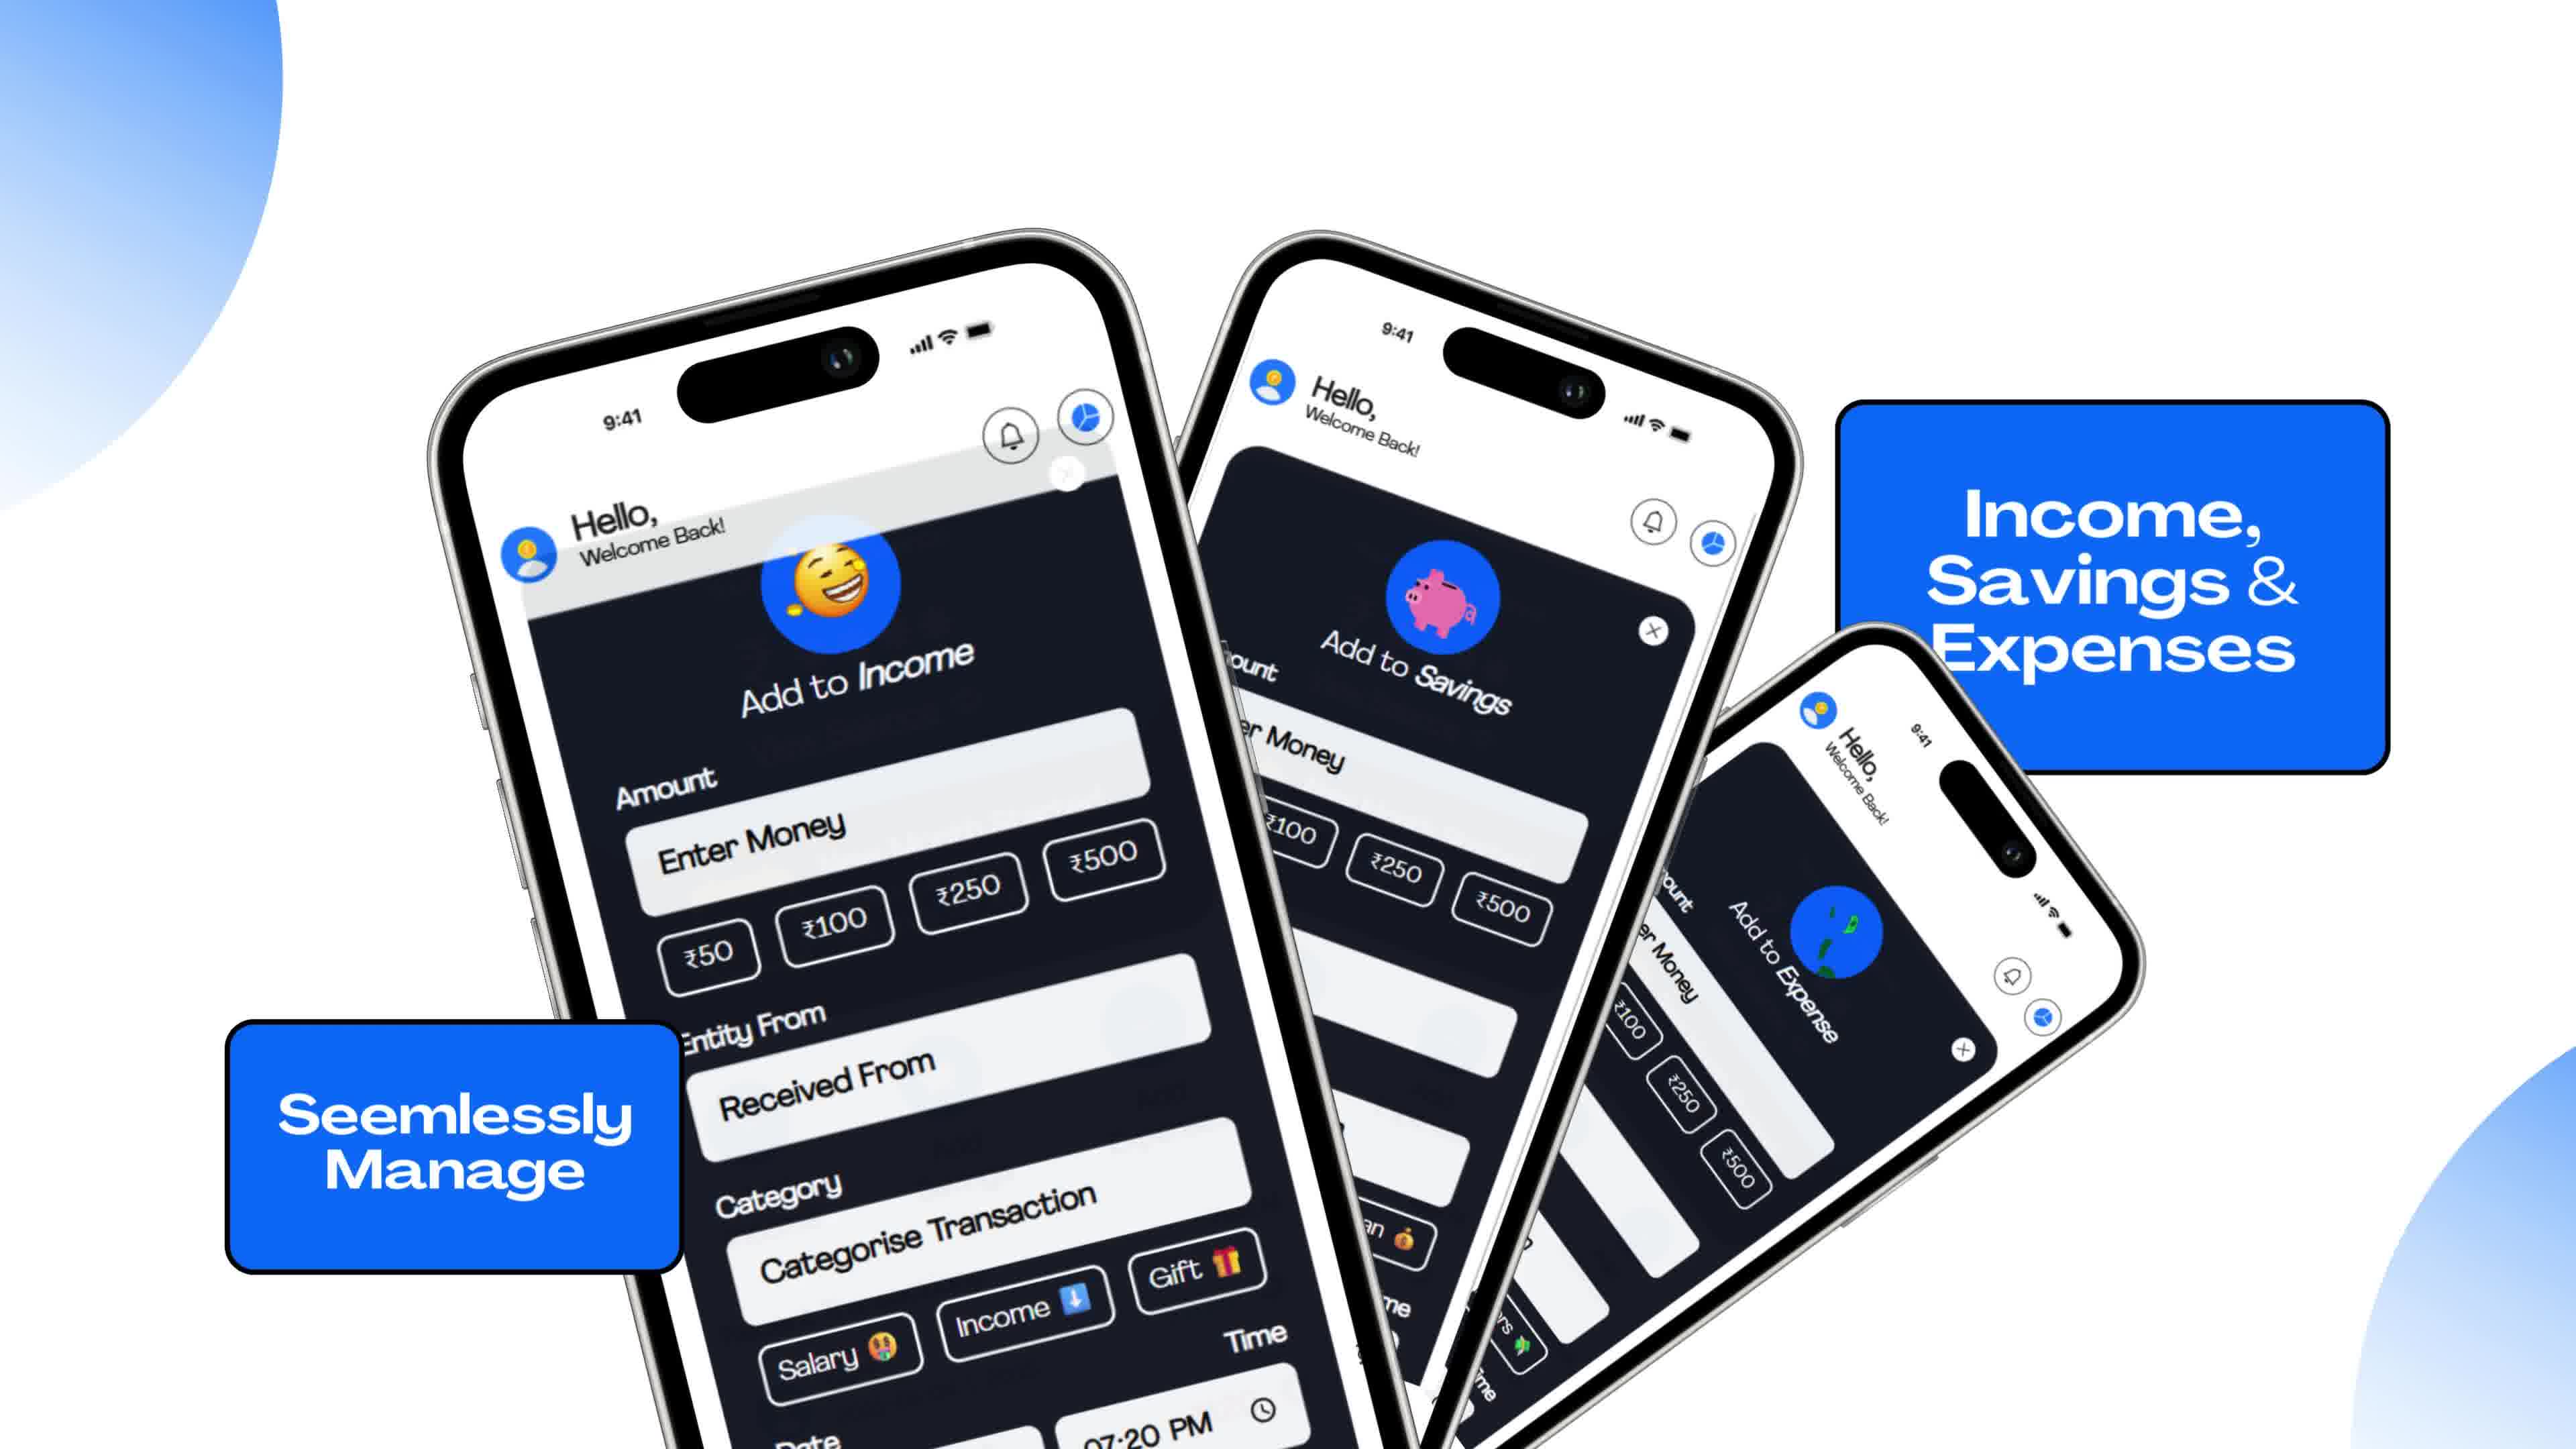 9:41
Hello,
Welcome Back!
Add to Income
Amount
Enter Money
₹50
₹100
₹250
₹500
Entity From
Received From
Category
Categorise Transaction
Salary
Income
Gift
Time
Date
07:20 PM
Seemlessly
Manage
9:41
Hello,
Welcome Back!
Add to Savings
ount
er Money
₹100
₹250
₹500
an
me
Income,
Savings &
Expenses
9:41
Hello,
Welcome Back!
Add to Expense
ount
er Money
₹100
₹250
₹500
rs
ime